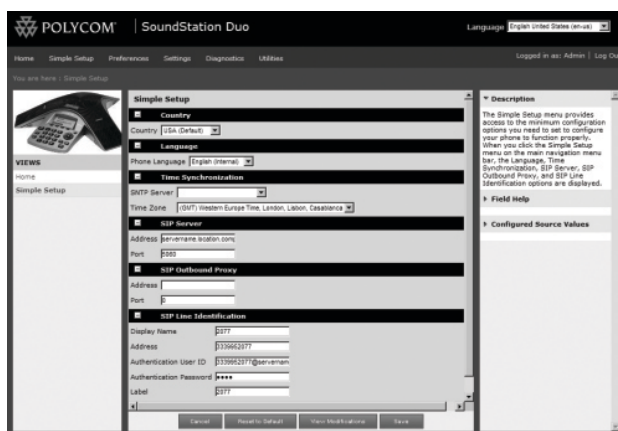 POLYCOM® SoundStation Duo
Language English United States (en-us)
Home Simple Setup Preferences Settings Diagnostics Utilities
Logged in as: Admin | Log Ou
You are here : Simple Setup
VIEWS
Home
Simple Setup
Simple Setup
Country
Country USA (Default)
Language
Phone Language English (Internal)
Time Synchronization
SNTP Server
Time Zone (GMT) Western Europe Time, London, Lisbon, Casablanca
SIP Server
Address servername.location.comp
Port 5060
SIP Outbound Proxy
Address
Port 0
SIP Line Identification
Display Name 2077
Address 3339952077
Authentication User ID 3339952077@servernam
Authentication Password ••••
Label 2077
Cancel Reset to Default View Modifications Save
Description
The Simple Setup menu provides
access to the minimum configuration
options you need to set to configure
your phone to function properly.
When you click the Simple Setup
menu on the main navigation menu
bar, the Language, Time
Synchronization, SIP Server, SIP
Outbound Proxy, and SIP Line
Identification options are displayed.
Field Help
Configured Source Values